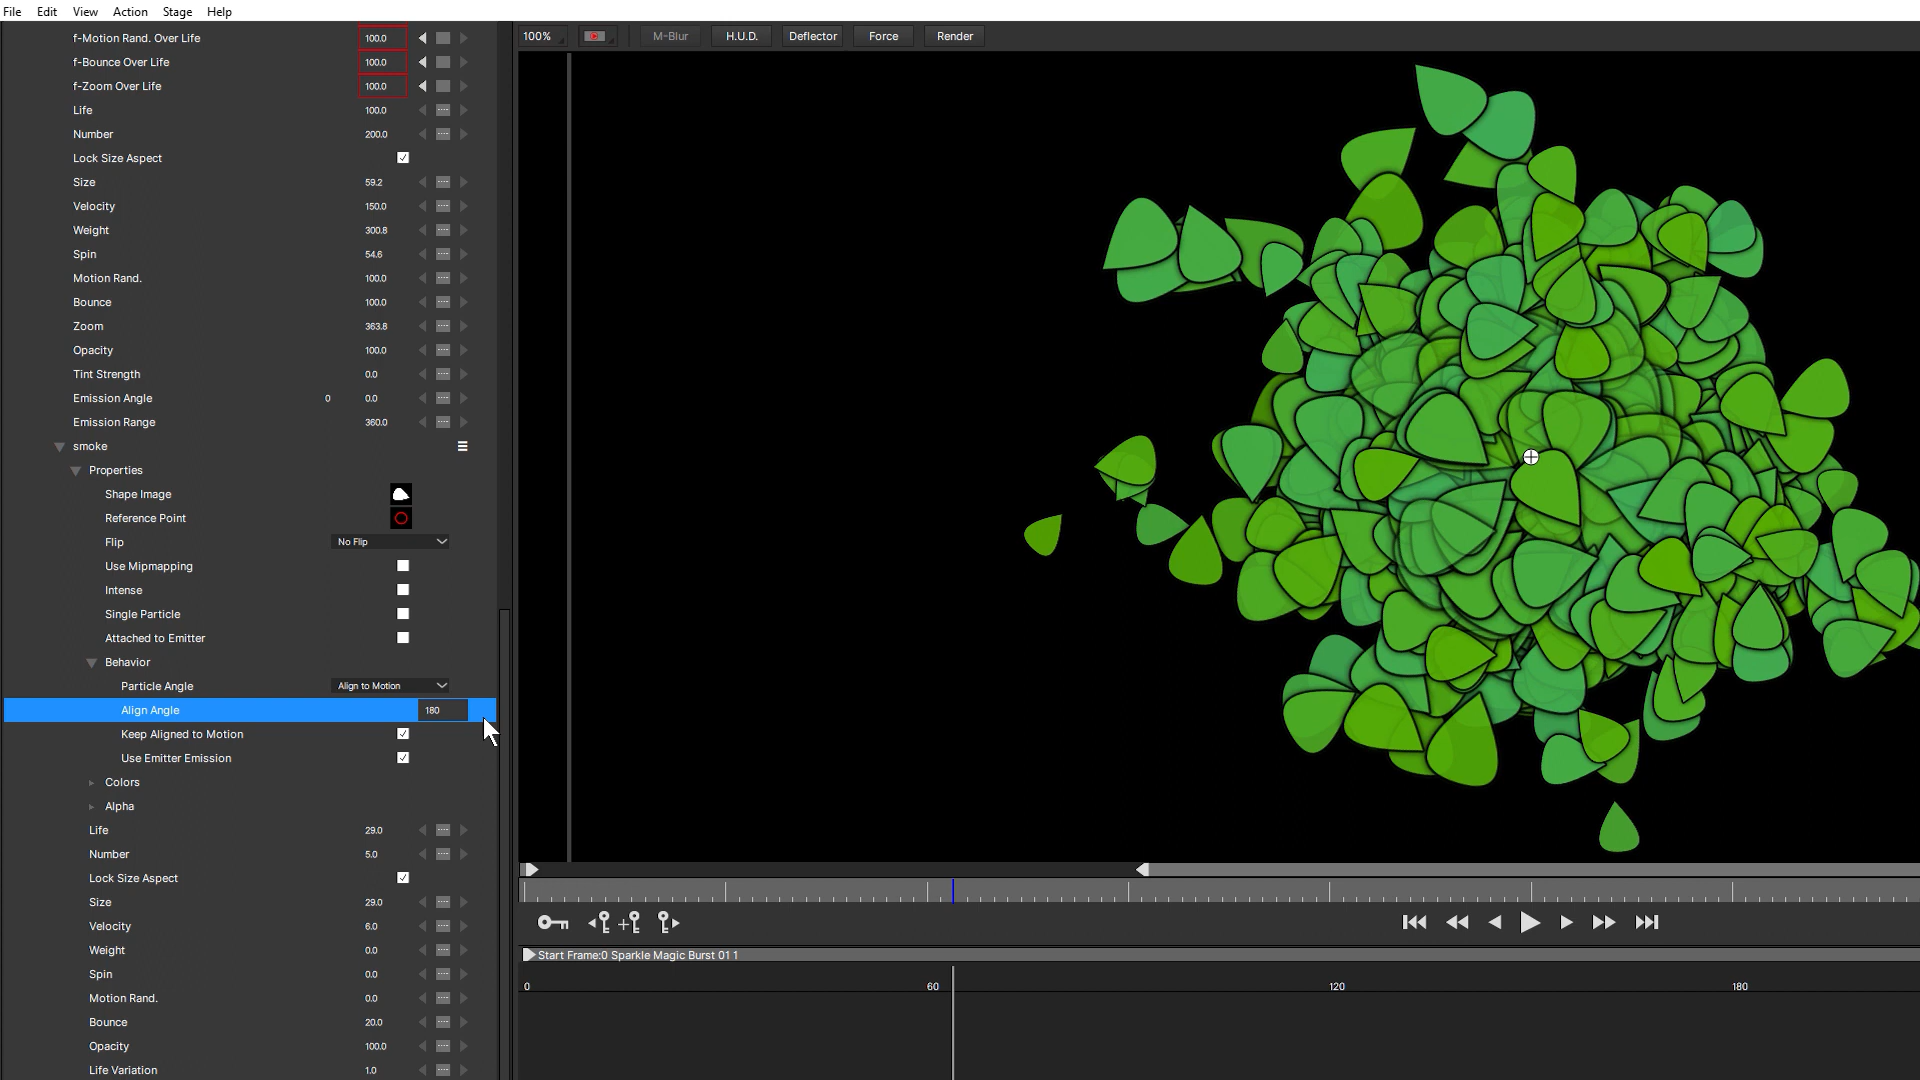 File Edit View Action Stage Help
f-Motion Rand. Over Life 100.0
f-Bounce Over Life 100.0
f-Zoom Over Life 100.0
Life 100.0
Number 200.0
Lock Size Aspect
Size 59.2
Velocity 150.0
Weight 300.8
Spin 54.6
Motion Rand. 100.0
Bounce 100.0
Zoom 363.8
Opacity 100.0
Tint Strength 0.0
Emission Angle 0 0.0
Emission Range 360.0
smoke
Properties
Shape Image
Reference Point
Flip No Flip
Use Mipmapping
Intense
Single Particle
Attached to Emitter
Behavior
Particle Angle Align to Motion
Align Angle 180
Keep Aligned to Motion
Use Emitter Emission
Colors
Alpha
Life 29.0
Number 5.0
Lock Size Aspect
Size 29.0
Velocity 6.0
Weight 0.0
Spin 0.0
Motion Rand. 0.0
Bounce 20.0
Opacity 100.0
Life Variation 1.0
100% M-Blur H.U.D. Deflector Force Render
Start Frame:0 Sparkle Magic Burst 01 1
0 60 120 180